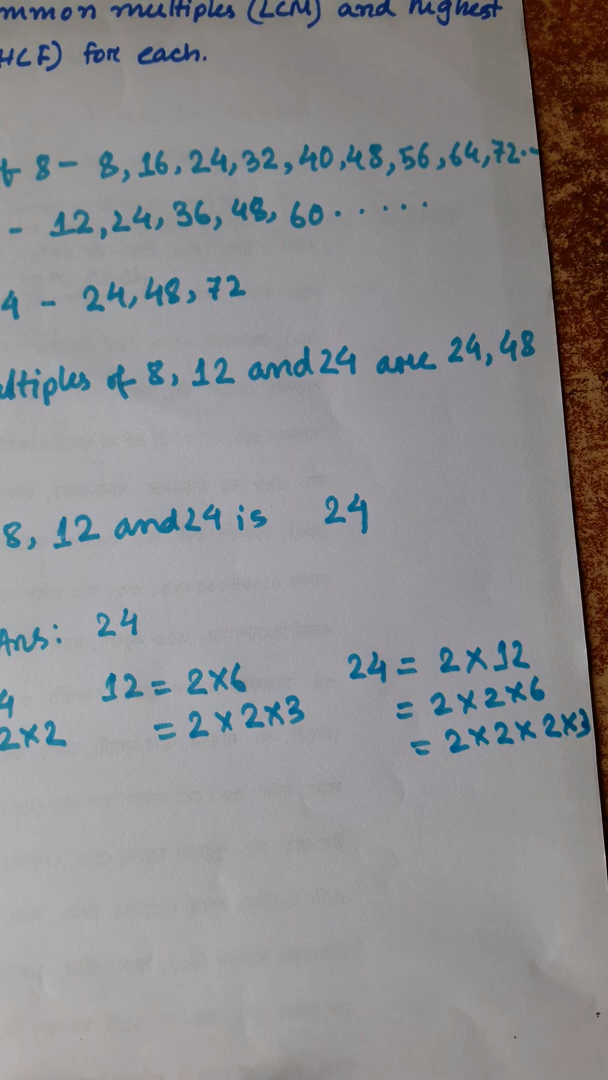 mmon multiples (LCM) and highest
HCF) for each.
of 8 - 8, 16, 24, 32, 40, 48, 56, 64, 72..
- 12, 24, 36, 48, 60......
4 - 24, 48, 72
ultiples of 8, 12 and 24 are 24, 48
8, 12 and 24 is 24
Ans: 24
4 12 = 2×6 24 = 2×12
2×2 = 2×2×3 = 2×2×6
= 2×2×2×3